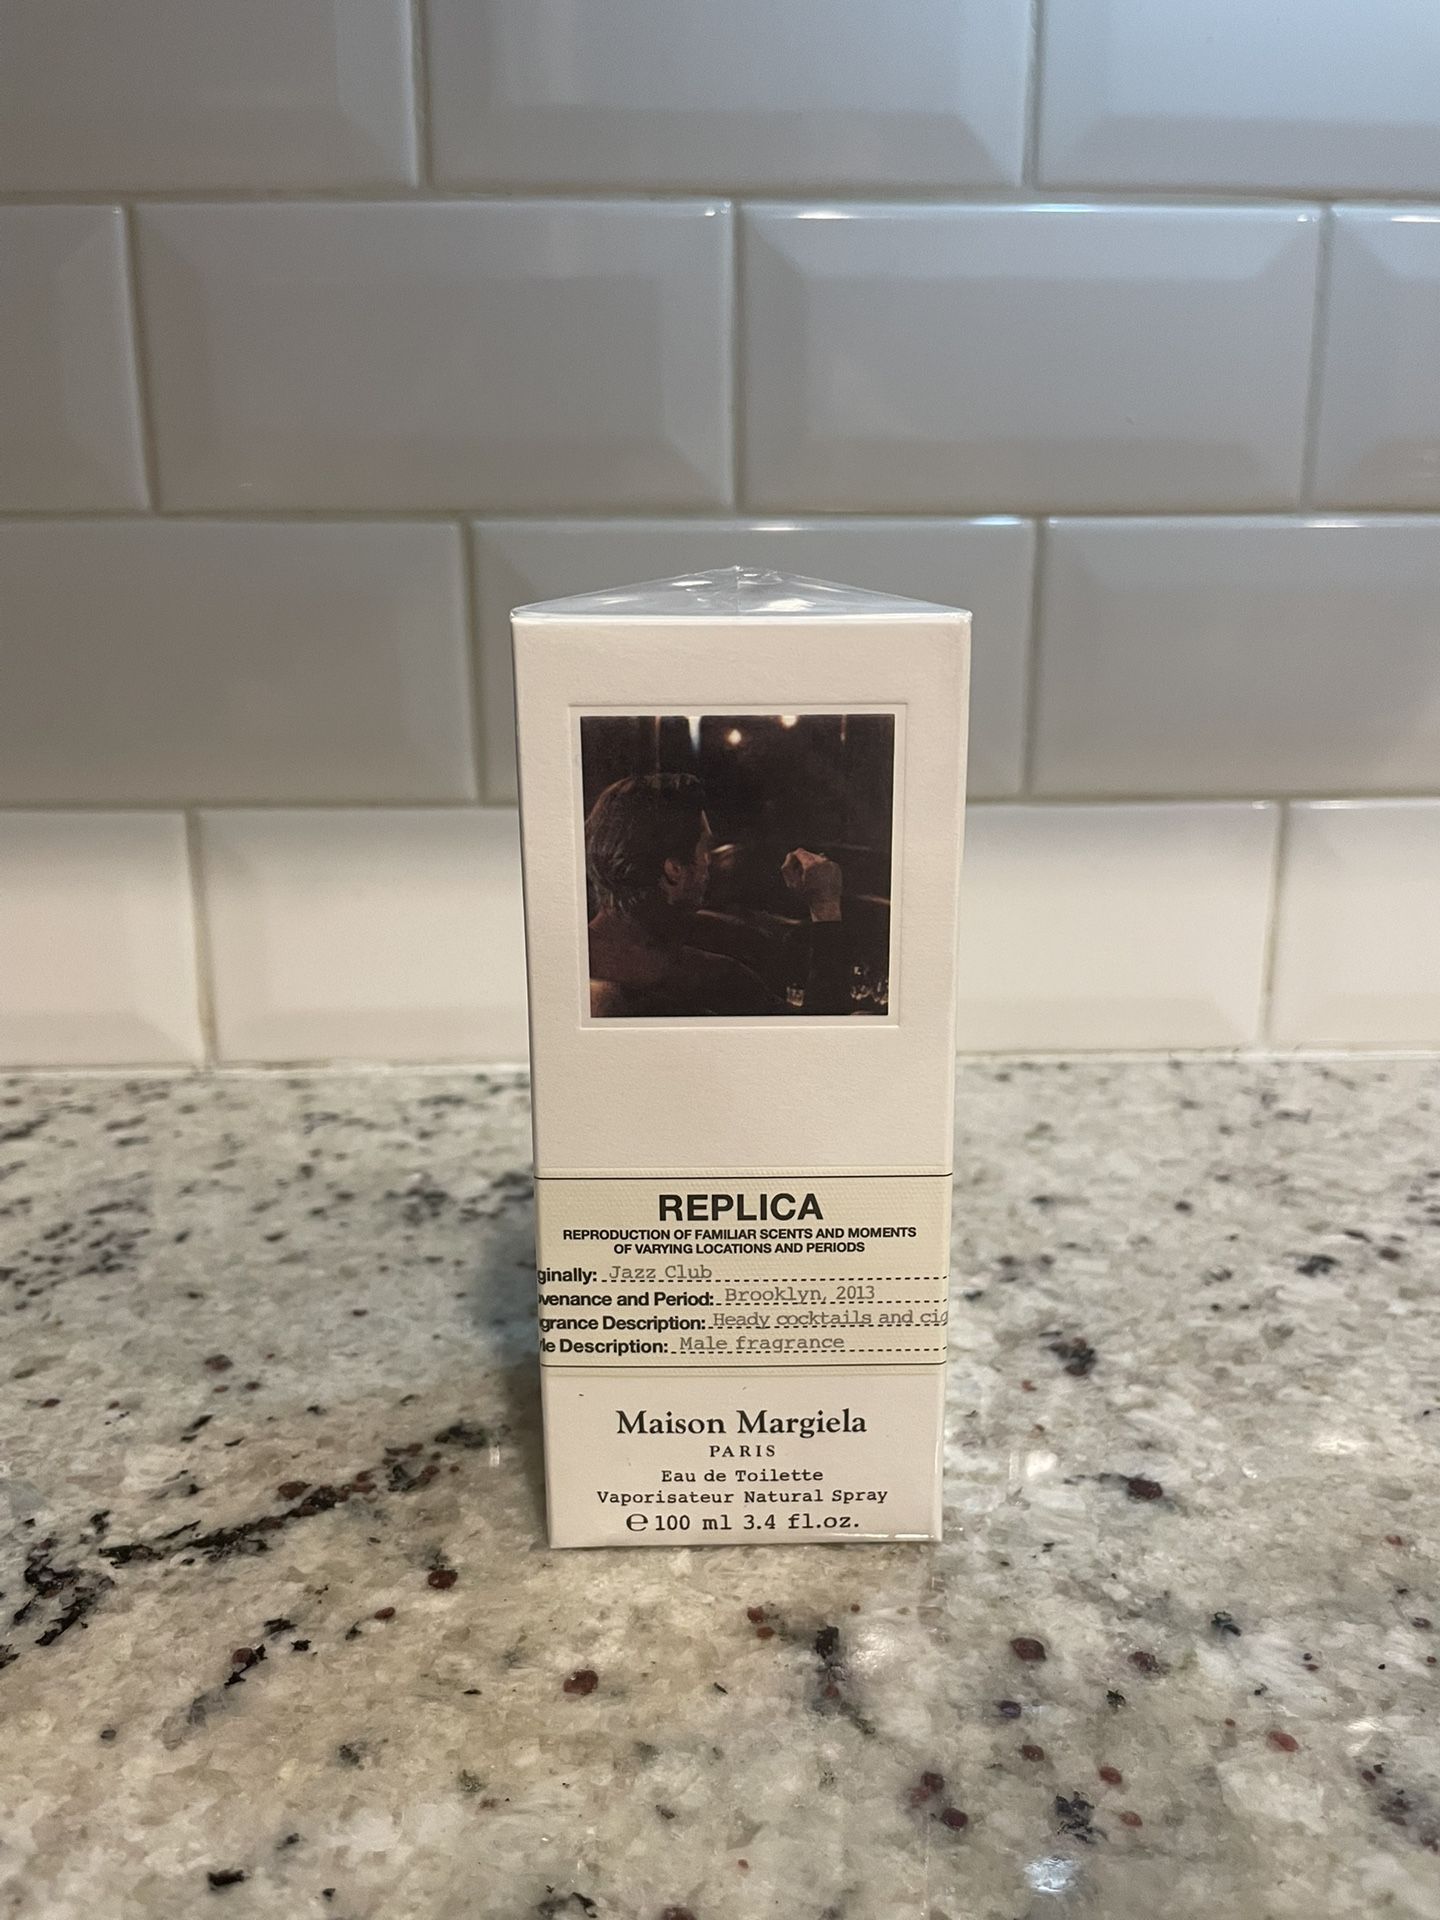 REPLICA
REPRODUCTION OF FAMILIAR SCENTS AND MOMENTS
OF VARYING LOCATIONS AND PERIODS
ginally: Jazz Club
venance and Period: Brooklyn, 2013
grance Description: Heady cocktails and cig
le Description: Male fragrance
Maison Margiela
PARIS
Eau de Toilette
Vaporisateur Natural Spray
℮ 100 ml 3.4 fl.oz.